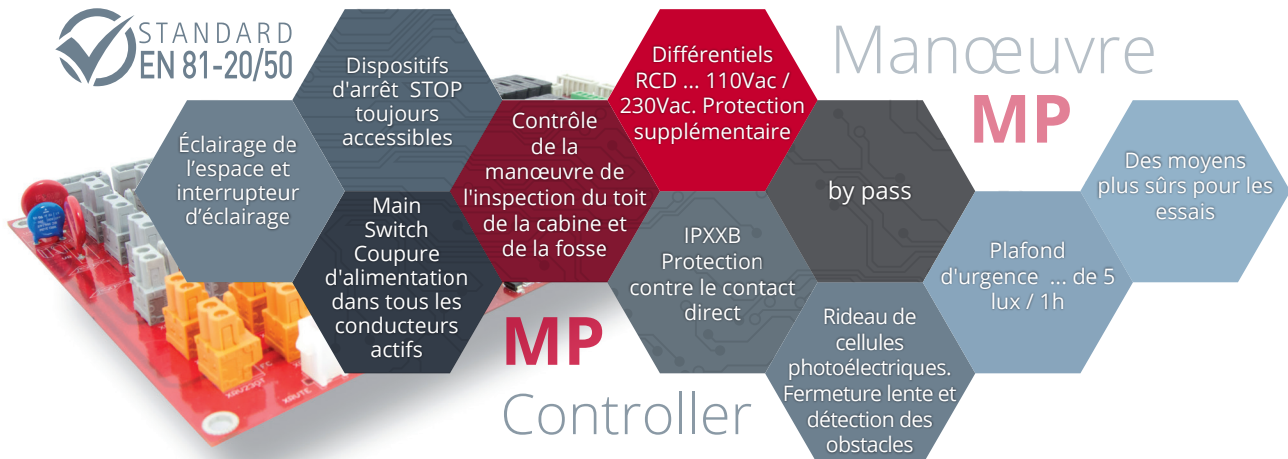 STANDARD
EN 81-20/50
Manœuvre
MP
Éclairage de
l’espace et
interrupteur
d’éclairage
Dispositifs
d'arrêt STOP
toujours
accessibles
Main
Switch
Coupure
d'alimentation
dans tous les
conducteurs
actifs
Contrôle
de la
manœuvre de
l'inspection du toit
de la cabine et
de la fosse
Différentiels
RCD ... 110Vac /
230Vac. Protection
supplémentaire
IPXXB
Protection
contre le contact
direct
by pass
Rideau de
cellules
photoélectriques.
Fermeture lente et
détection des
obstacles
Plafond
d'urgence ... de 5
lux / 1h
Des moyens
plus sûrs pour les
essais
MP
Controller